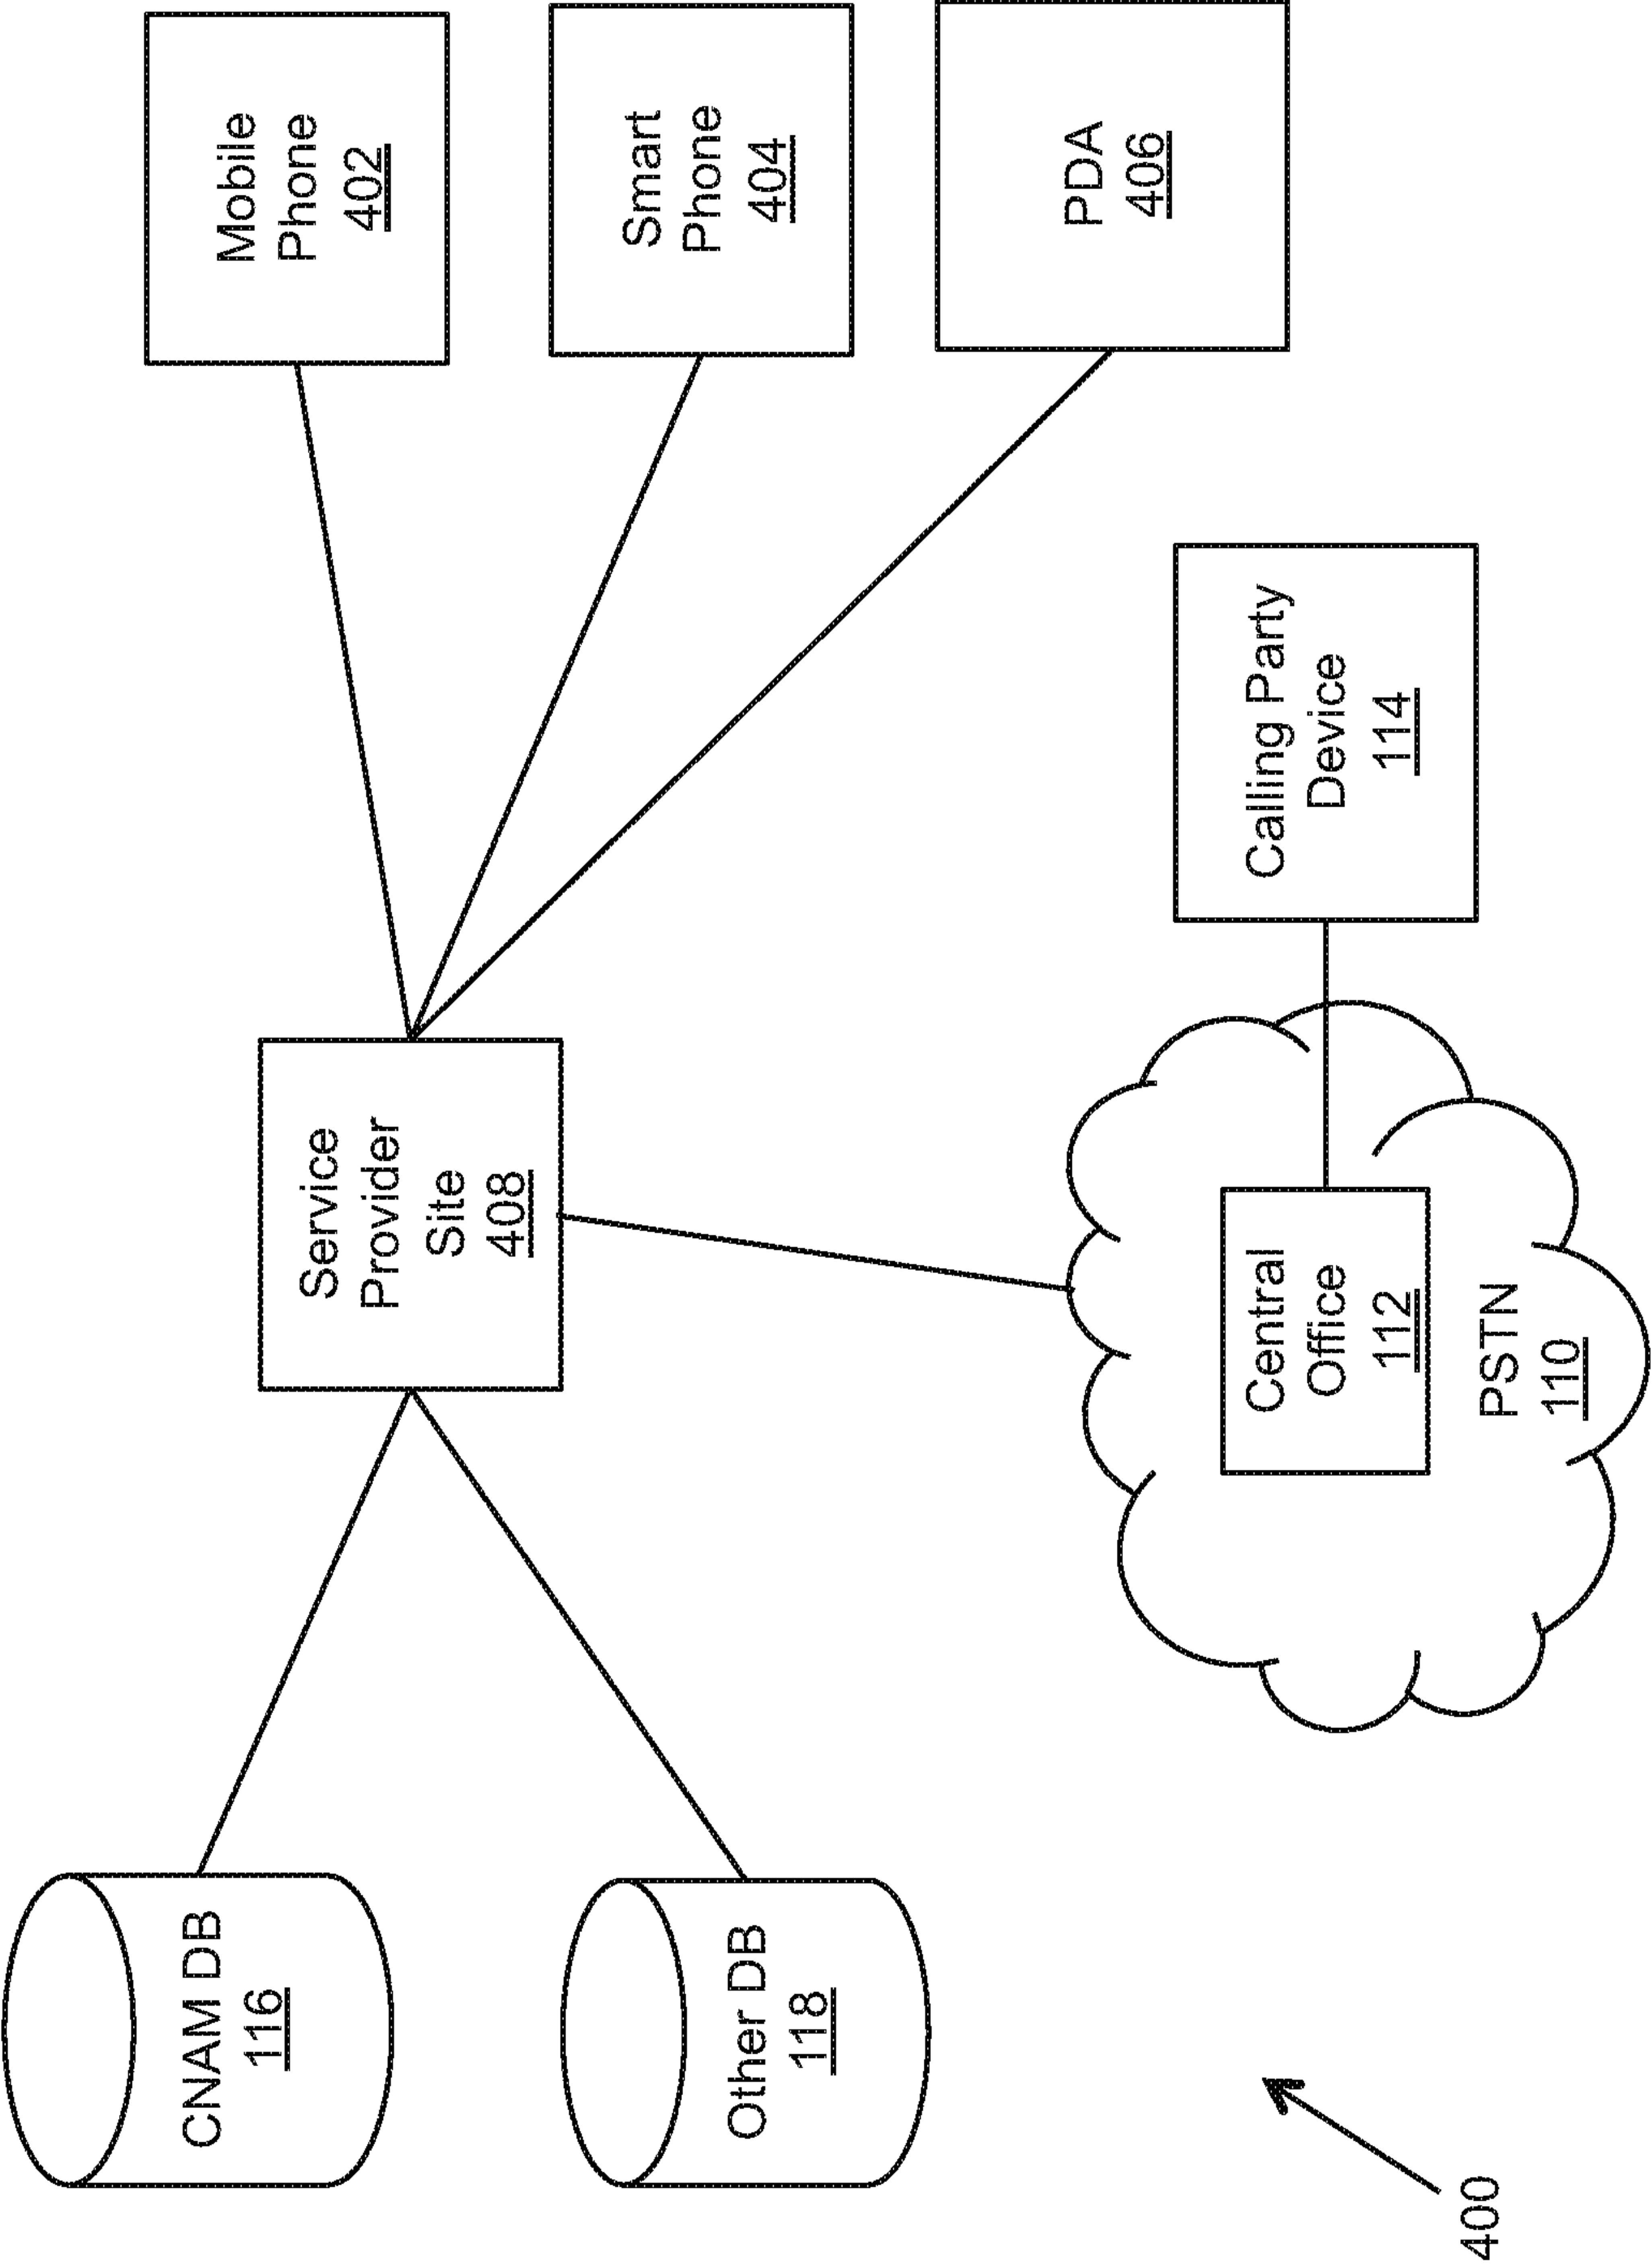 CNAM DB
116
Other DB
118
Service
Provider
Site
408
Mobile
Phone
402
Smart
Phone
404
PDA
406
Central
Office
112
PSTN
110
Calling Party
Device
114
400